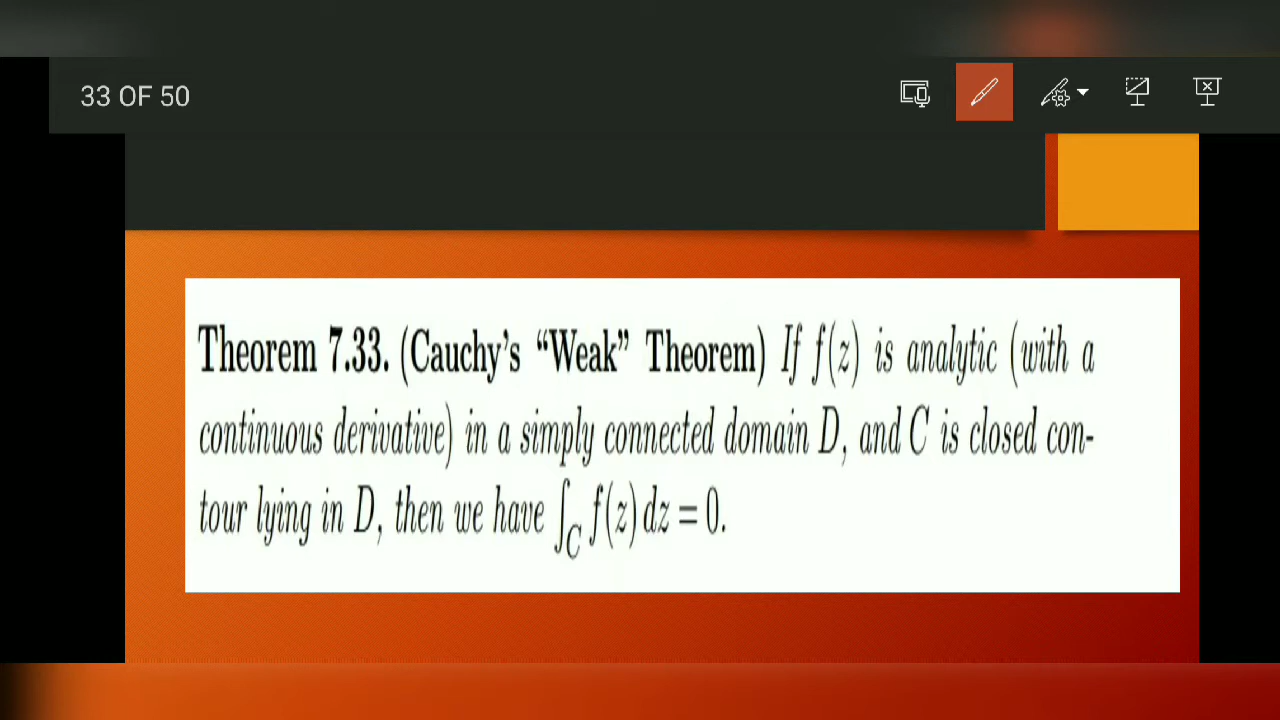 33 OF 50
Theorem 7.33. (Cauchy's “Weak” Theorem) If f(z) is analytic (with a
continuous derivative) in a simply connected domain D, and C is closed con-
tour lying in D, then we have ∫_C f(z) dz = 0.